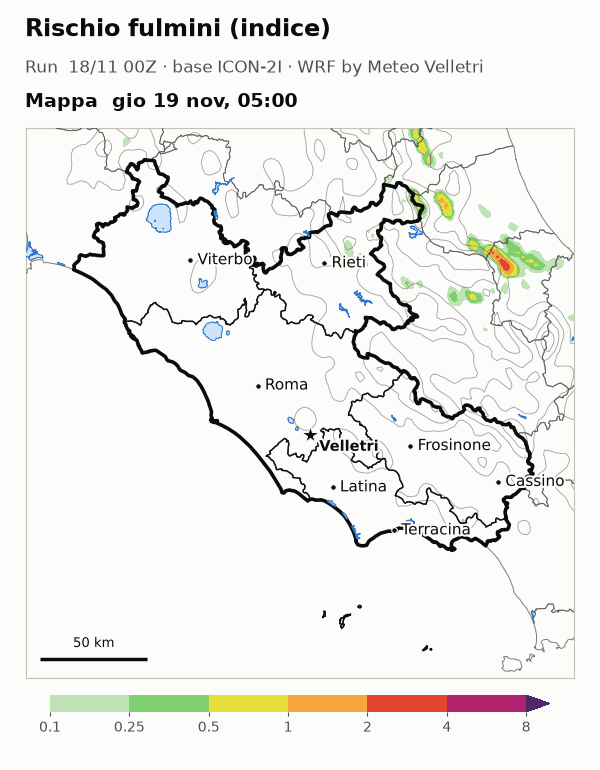 Rischio fulmini (indice)
Run  18/11 00Z · base ICON-2I · WRF by Meteo Velletri
Mappa  gio 19 nov, 05:00
Viterbo
Rieti
Roma
Velletri
Frosinone
Latina
Cassino
Terracina
50 km
0.1 0.25 0.5 1 2 4 8